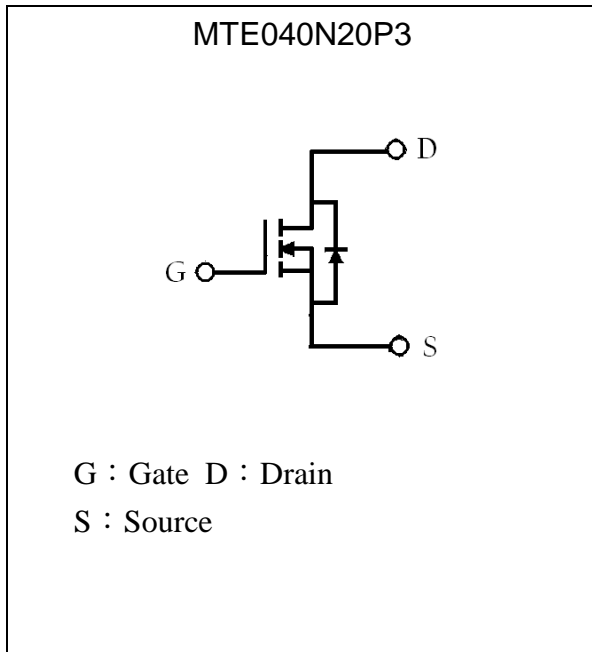 MTE040N20P3
D
G
S
G：Gate D：Drain
S：Source